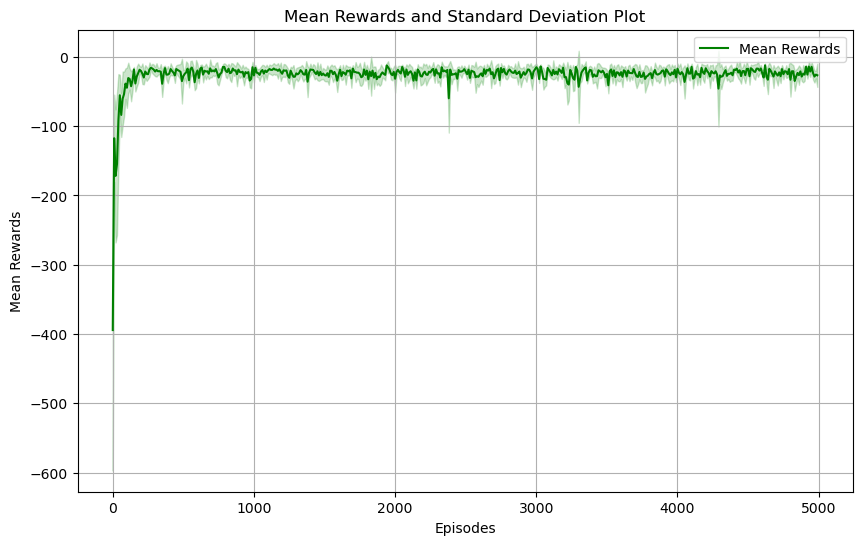 Mean Rewards and Standard Deviation Plot
Mean Rewards
0
−100
−200
−300
−400
−500
−600
Mean Rewards
0 1000 2000 3000 4000 5000
Episodes